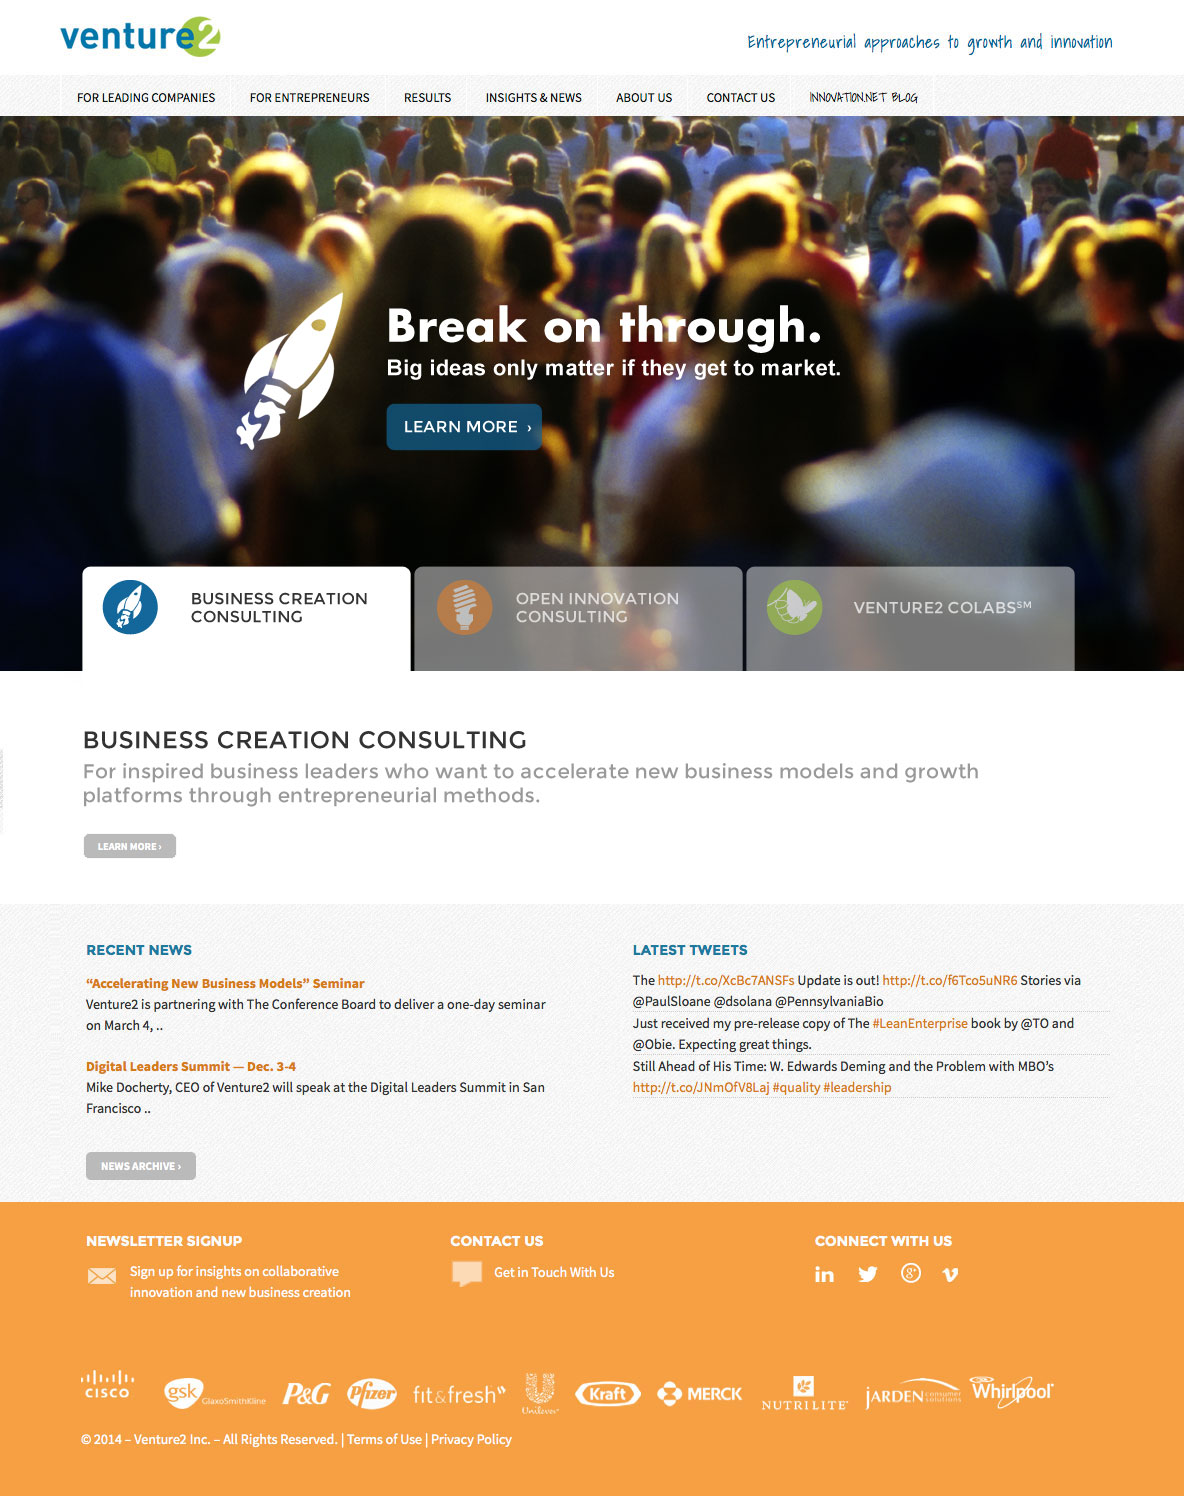 venture2
Entrepreneurial approaches to growth and innovation
FOR LEADING COMPANIES
FOR ENTREPRENEURS
RESULTS
INSIGHTS & NEWS
ABOUT US
CONTACT US
INNOVATION.NET BLOG
Break on through.
Big ideas only matter if they get to market.
LEARN MORE ›
BUSINESS CREATION
CONSULTING
OPEN INNOVATION
CONSULTING
VENTURE2 COLABS℠
BUSINESS CREATION CONSULTING
For inspired business leaders who want to accelerate new business models and growth
platforms through entrepreneurial methods.
LEARN MORE ›
RECENT NEWS
“Accelerating New Business Models” Seminar
Venture2 is partnering with The Conference Board to deliver a one-day seminar
on March 4, ..
Digital Leaders Summit — Dec. 3-4
Mike Docherty, CEO of Venture2 will speak at the Digital Leaders Summit in San
Francisco ..
NEWS ARCHIVE ›
LATEST TWEETS
The http://t.co/XcBc7ANSFs Update is out! http://t.co/f6Tco5uNR6 Stories via
@PaulSloane @dsolana @PennsylvaniaBio
Just received my pre-release copy of The #LeanEnterprise book by @TO and
@Obie. Expecting great things.
Still Ahead of His Time: W. Edwards Deming and the Problem with MBO’s
http://t.co/JNmOfV8Laj #quality #leadership
NEWSLETTER SIGNUP
Sign up for insights on collaborative
innovation and new business creation
CONTACT US
Get in Touch With Us
CONNECT WITH US
in
g+
CISCO
gsk GlaxoSmithKline
P&G
Pfizer
fit&fresh
Unilever
Kraft
MERCK
NUTRILITE
JARDEN consumer solutions
Whirlpool
© 2014 – Venture2 Inc. – All Rights Reserved. | Terms of Use | Privacy Policy